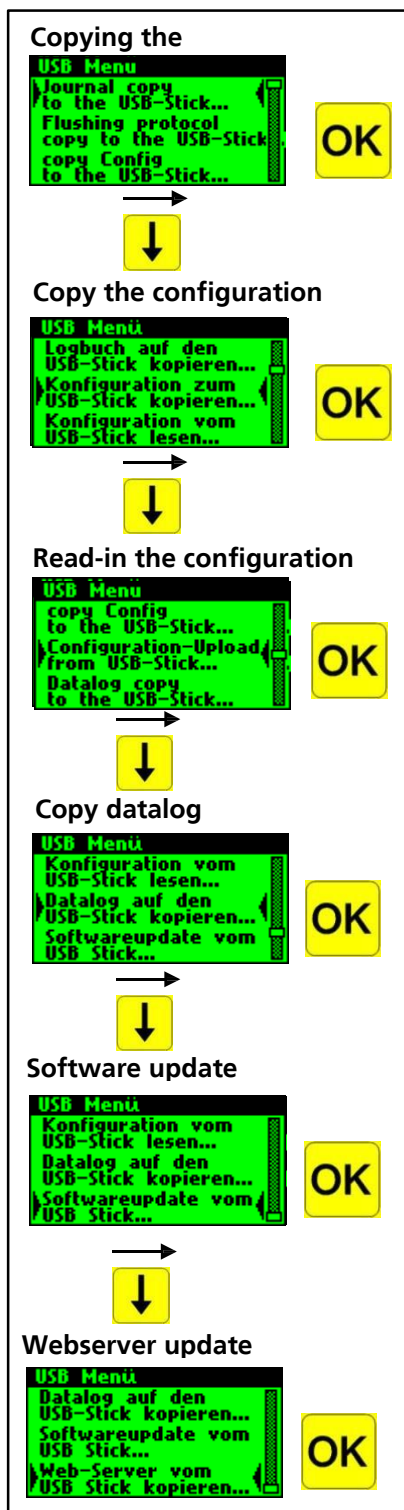 Copying the
USB Menu
Journal copy
to the USB-Stick...
Flushing protocol
copy to the USB-Stick.
copy Config
to the USB-Stick...
OK
Copy the configuration
USB Menü
Logbuch auf den
USB-Stick kopieren...
Konfiguration zum
USB-Stick kopieren...
Konfiguration vom
USB-Stick lesen...
OK
Read-in the configuration
USB Menü
copy Config
to the USB-Stick...
Configuration-Upload
from USB-Stick...
Datalog copy
to the USB-Stick...
OK
Copy datalog
USB Menü
Konfiguration vom
USB-Stick lesen...
Datalog auf den
USB-Stick kopieren...
Softwareupdate vom
USB Stick...
OK
Software update
USB Menü
Konfiguration vom
USB-Stick lesen...
Datalog auf den
USB-Stick kopieren...
Softwareupdate vom
USB Stick...
OK
Webserver update
USB Menü
Datalog auf den
USB-Stick kopieren...
Softwareupdate vom
USB Stick...
Web-Server vom
USB Stick kopieren...
OK